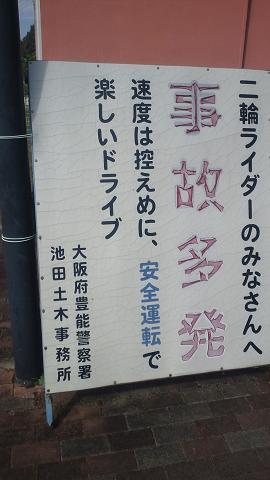 二輪ライダーのみなさんへ
事故多発
速度は控えめに、安全運転で
楽しいドライブ
大阪府豊能警察署
池田土木事務所